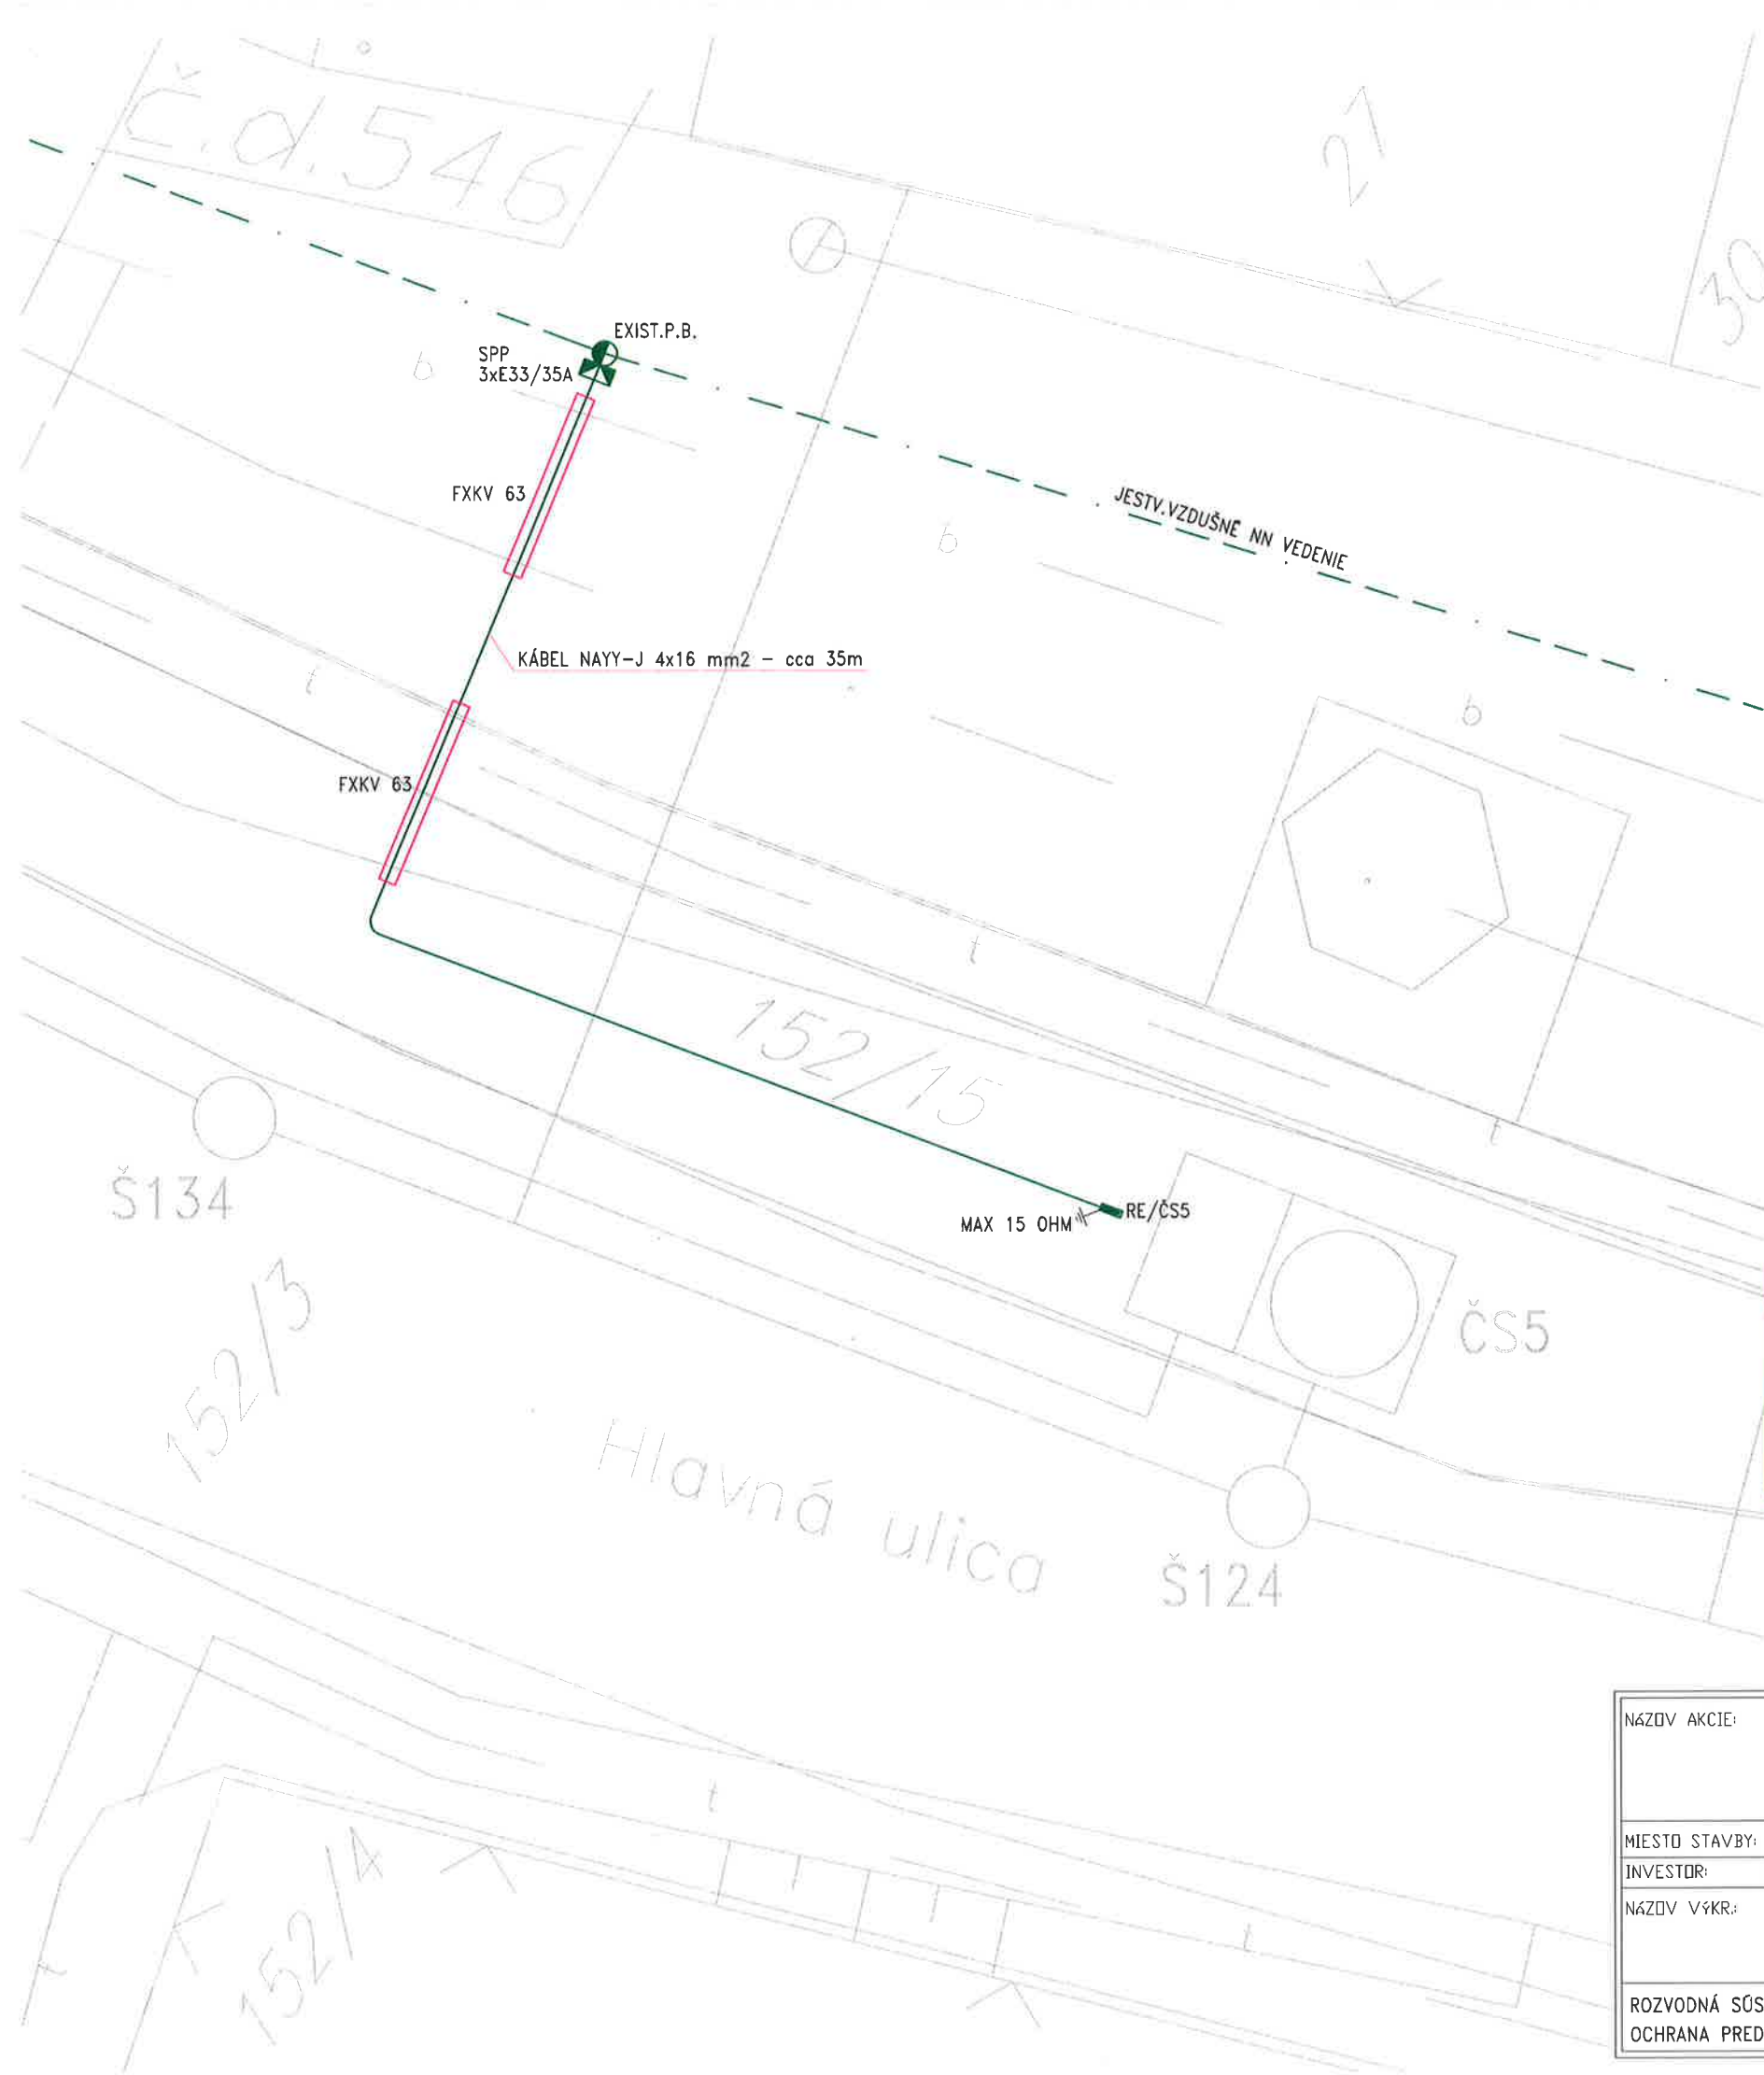 č.d.546
27
30
EXIST.P.B.
SPP
3xE33/35A
b
FXKV 63
JESTV.VZDUŠNÉ NN VEDENIE
b
KÁBEL NAYY-J 4x16 mm2 - cca 35m
t
b
FXKV 63
t
152/15
t
Š134
MAX 15 OHM
RE/ČS5
ČS5
152/3
Hlavná ulica
Š124
t
t
152/4
NÁZOV AKCIE:
MIESTO STAVBY:
INVESTOR:
NÁZOV VÝKR.:
ROZVODNÁ SÚS
OCHRANA PRED